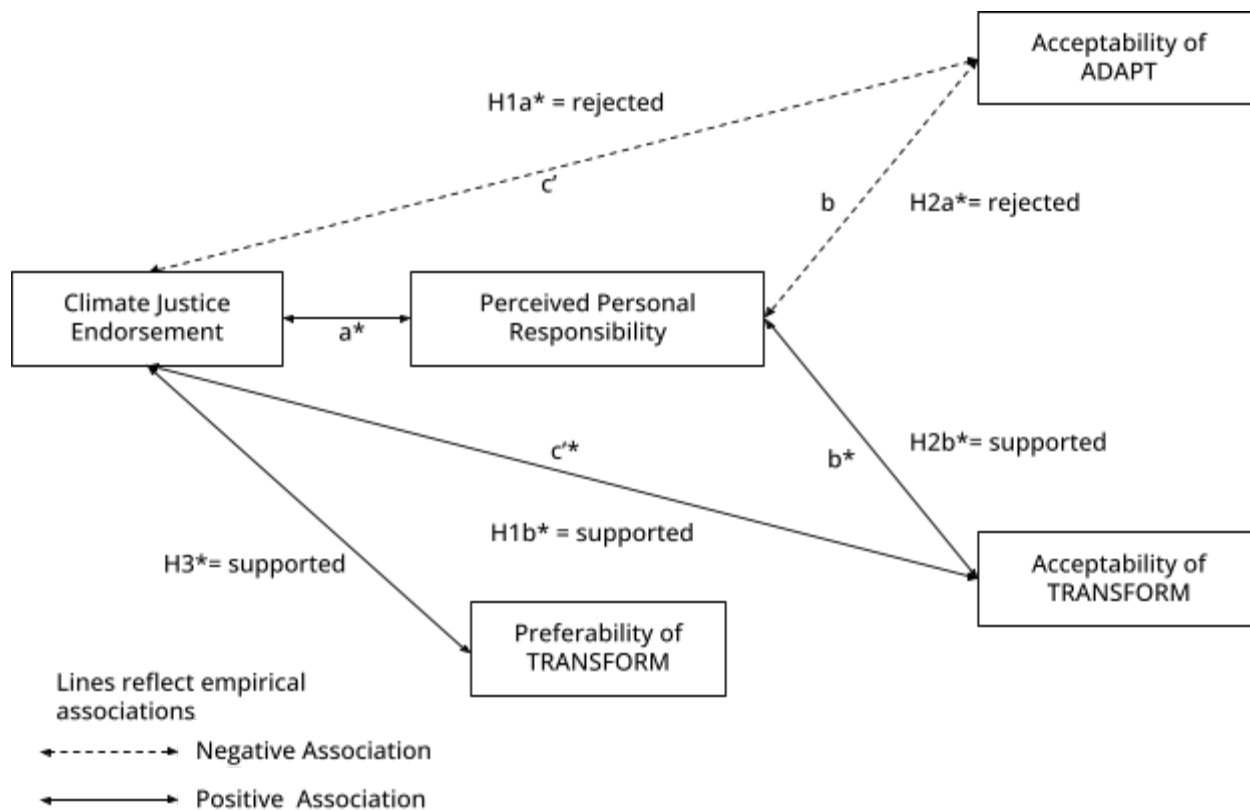 Acceptability of
ADAPT
H1a* = rejected
c'
b
H2a*= rejected
Climate Justice
Endorsement
a*
Perceived Personal
Responsibility
c'*
b*
H2b*= supported
H1b* = supported
H3*= supported
Acceptability of
TRANSFORM
Preferability of
TRANSFORM
Lines reflect empirical
associations
Negative Association
Positive Association